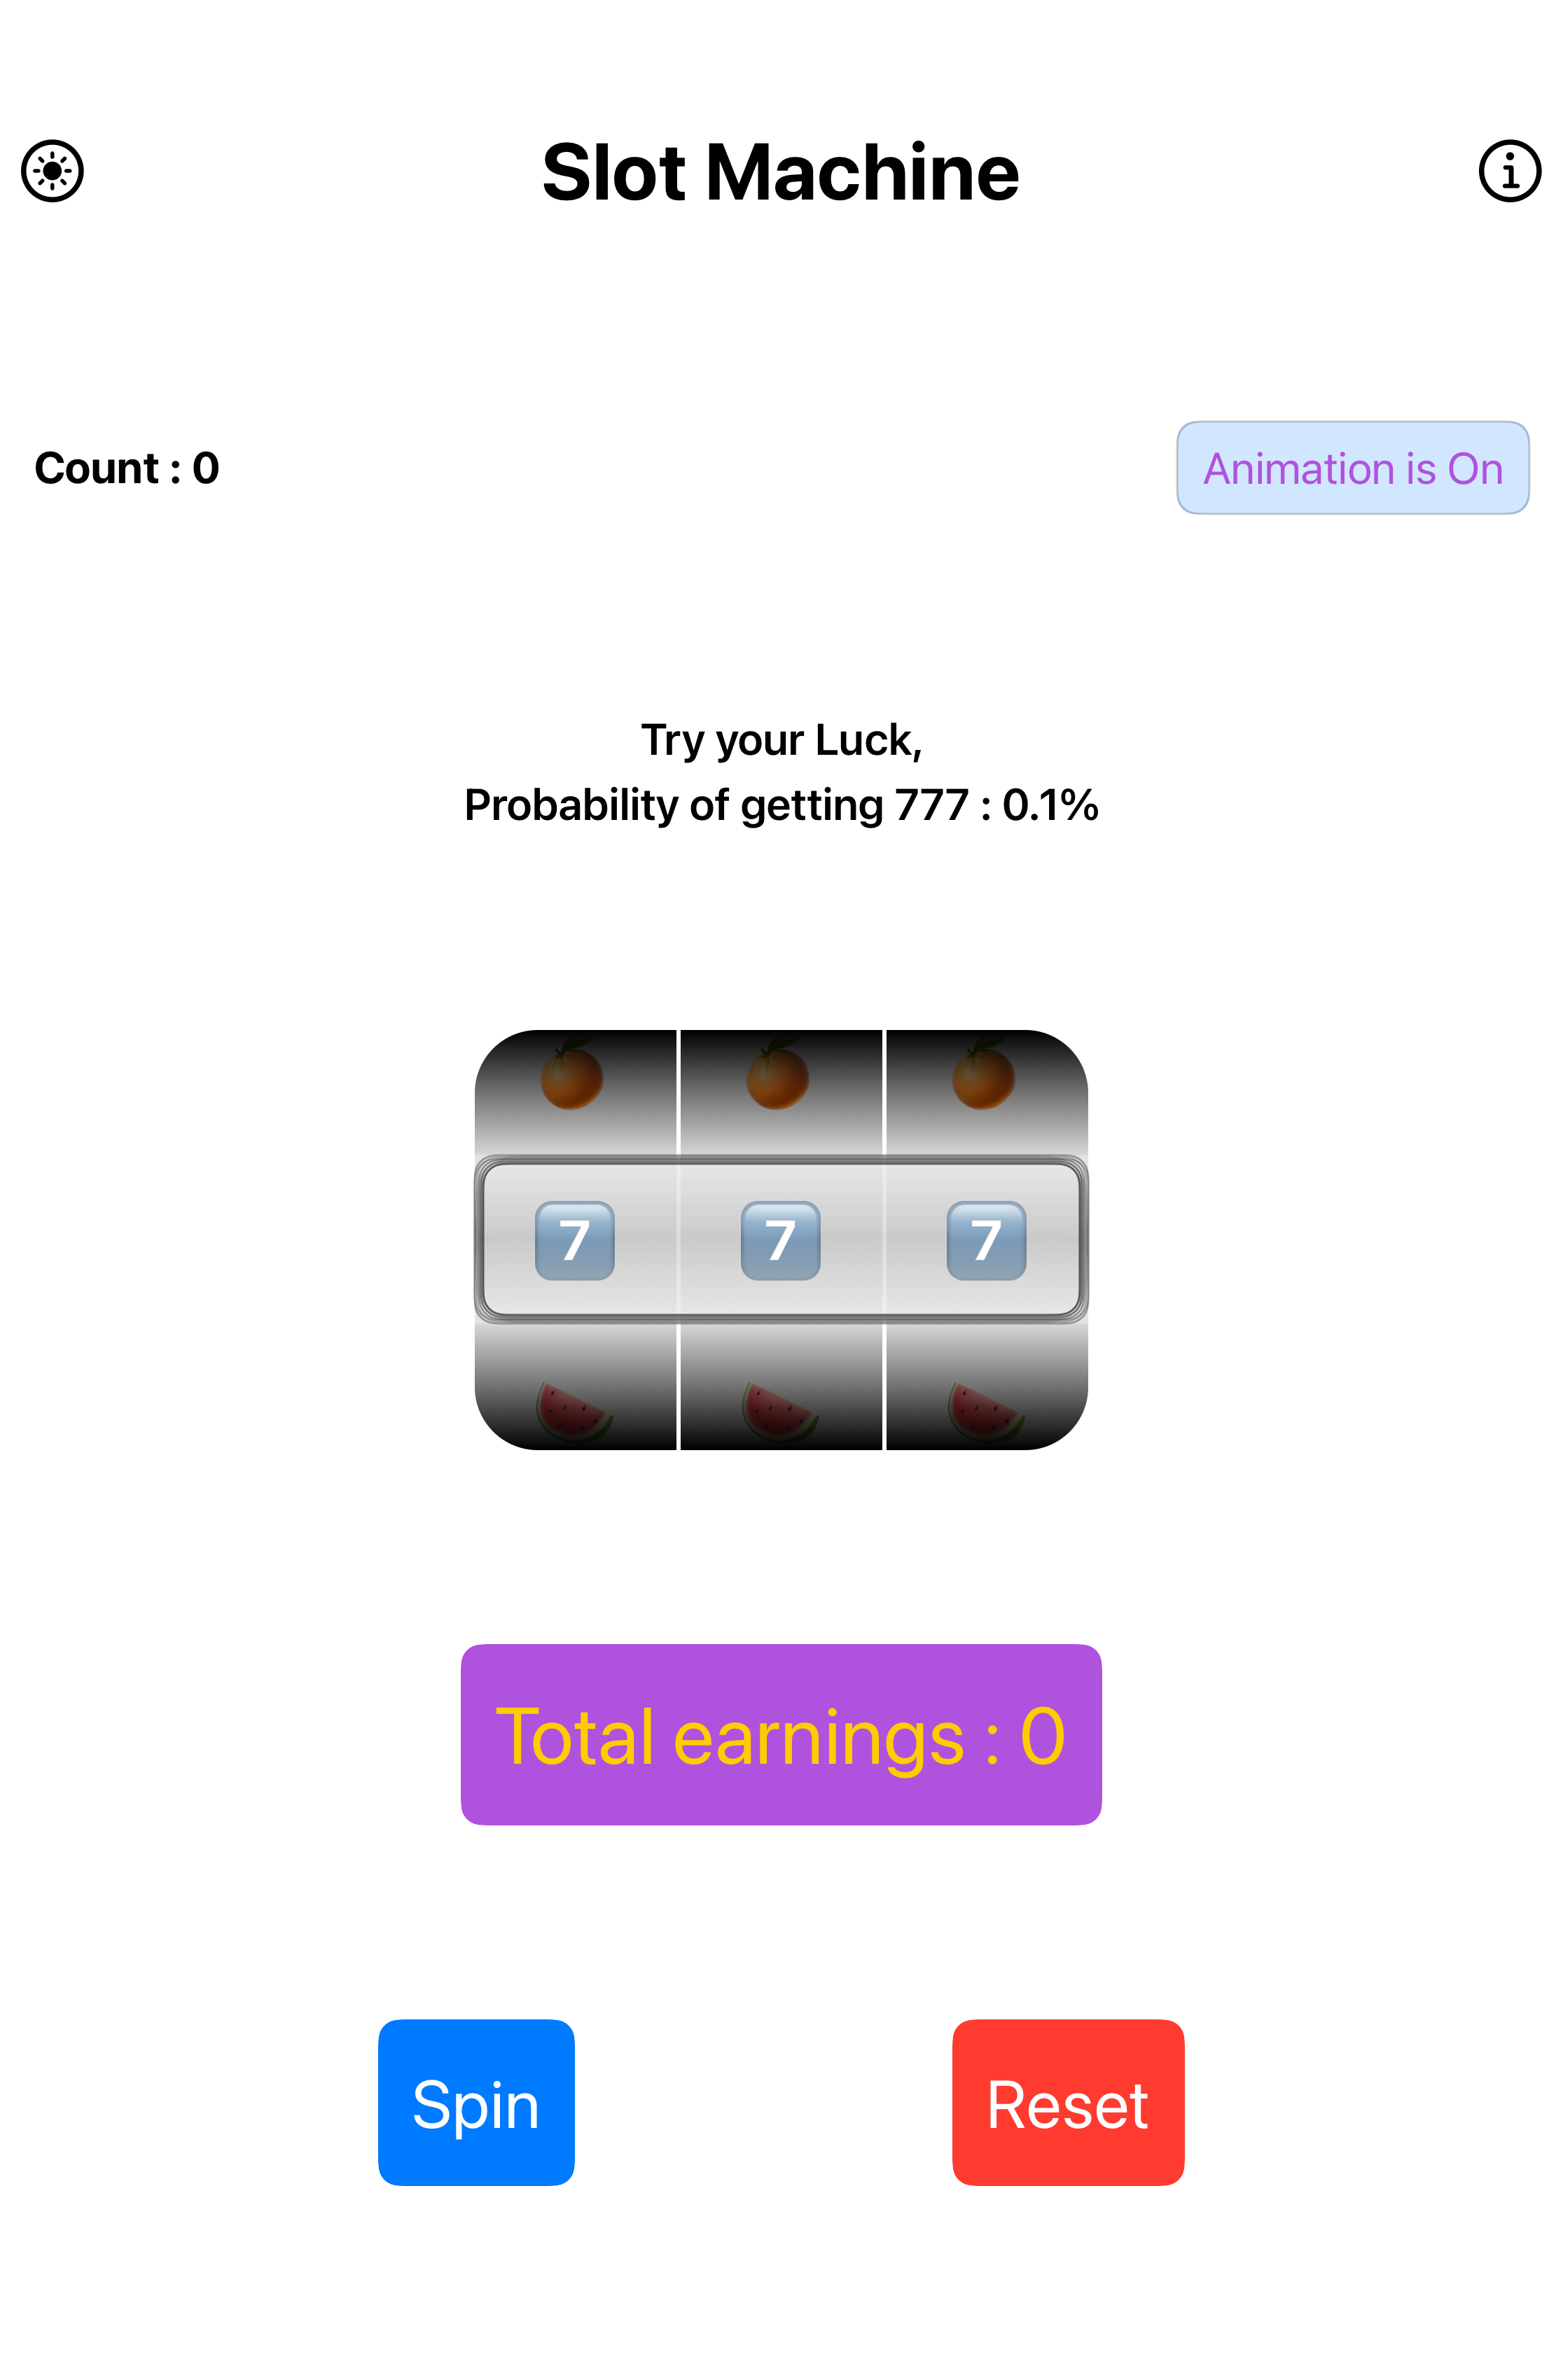 Slot Machine
Count : 0
Animation is On
Try your Luck,
Probability of getting 777 : 0.1%
7 7 7
Total earnings : 0
Spin
Reset